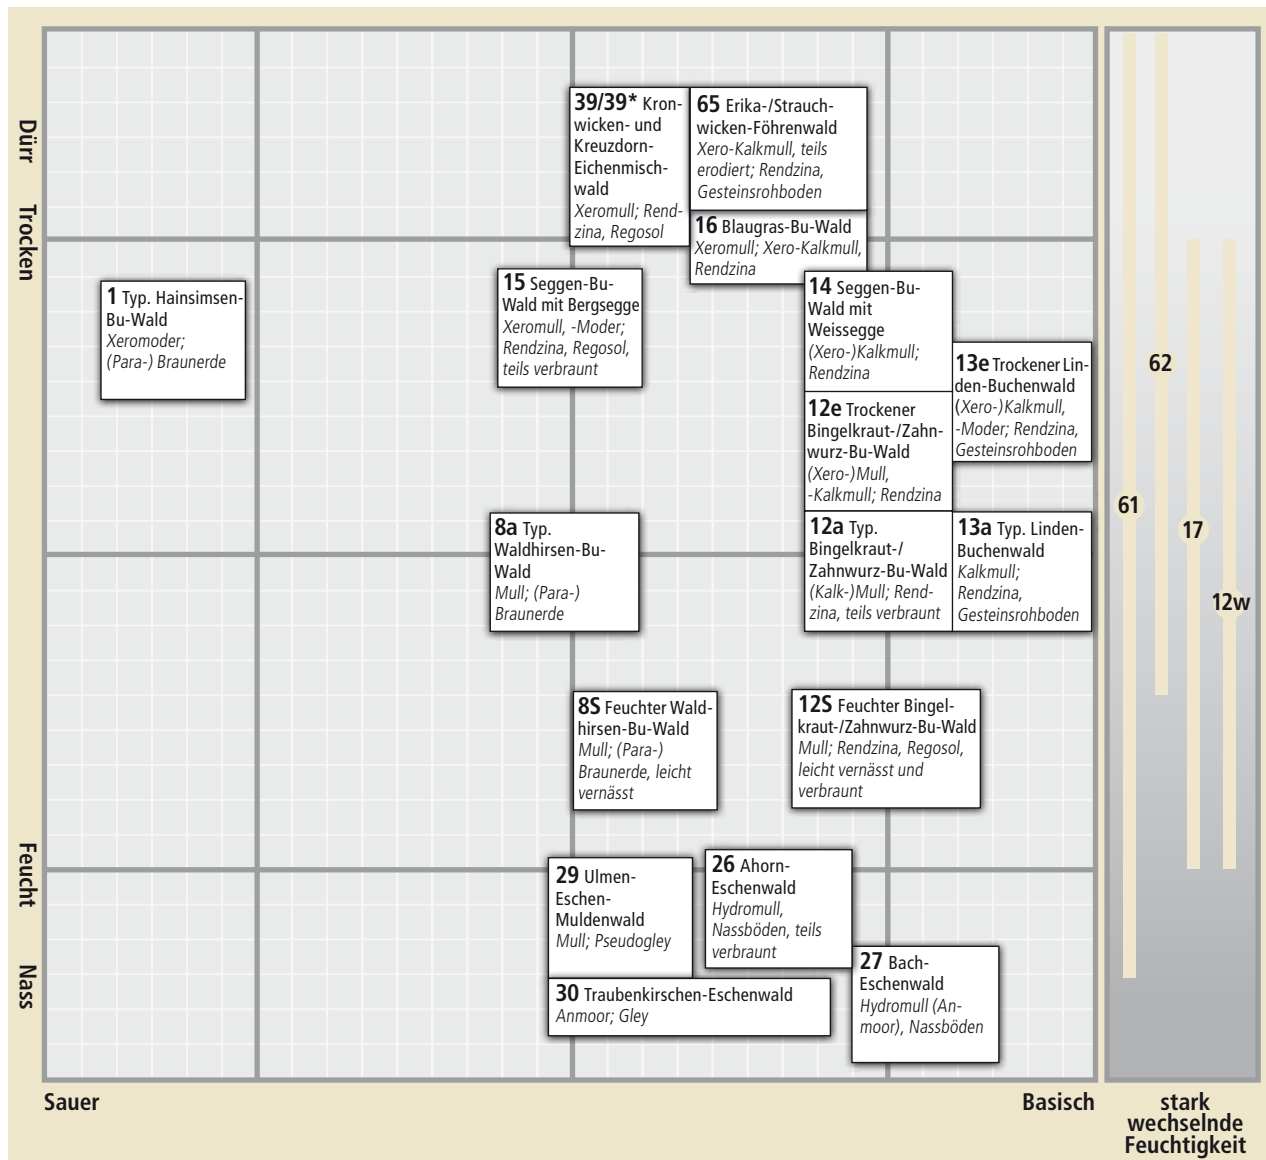 Dürr
Trocken
Feucht
Nass
39/39* Kron-
wicken- und
Kreuzdorn-
Eichenmisch-
wald
Xeromull; Rend-
zina, Regosol
65 Erika-/Strauch-
wicken-Föhrenwald
Xero-Kalkmull, teils
erodiert; Rendzina,
Gesteinsrohboden
16 Blaugras-Bu-Wald
Xeromull; Xero-Kalkmull,
Rendzina
1 Typ. Hainsimsen-
Bu-Wald
Xeromoder;
(Para-) Braunerde
15 Seggen-Bu-
Wald mit Bergsegge
Xeromull, -Moder;
Rendzina, Regosol,
teils verbraunt
14 Seggen-Bu-
Wald mit
Weissegge
(Xero-)Kalkmull;
Rendzina
13e Trockener Lin-
den-Buchenwald
(Xero-)Kalkmull,
-Moder; Rendzina,
Gesteinsrohboden
12e Trockener
Bingelkraut-/Zahn-
wurz-Bu-Wald
(Xero-)Mull,
-Kalkmull; Rendzina
8a Typ.
Waldhirsen-Bu-
Wald
Mull; (Para-)
Braunerde
12a Typ.
Bingelkraut-/
Zahnwurz-Bu-Wald
(Kalk-)Mull; Rend-
zina, teils verbraunt
13a Typ. Linden-
Buchenwald
Kalkmull;
Rendzina,
Gesteinsrohboden
8S Feuchter Wald-
hirsen-Bu-Wald
Mull; (Para-)
Braunerde, leicht
vernässt
12S Feuchter Bingel-
kraut-/Zahnwurz-Bu-Wald
Mull; Rendzina, Regosol,
leicht vernässt und
verbraunt
29 Ulmen-
Eschen-
Muldenwald
Mull; Pseudogley
26 Ahorn-
Eschenwald
Hydromull,
Nassböden, teils
verbraunt
27 Bach-
Eschenwald
Hydromull (An-
moor), Nassböden
30 Traubenkirschen-Eschenwald
Anmoor; Gley
62
61
17
12w
Sauer
Basisch
stark
wechselnde
Feuchtigkeit